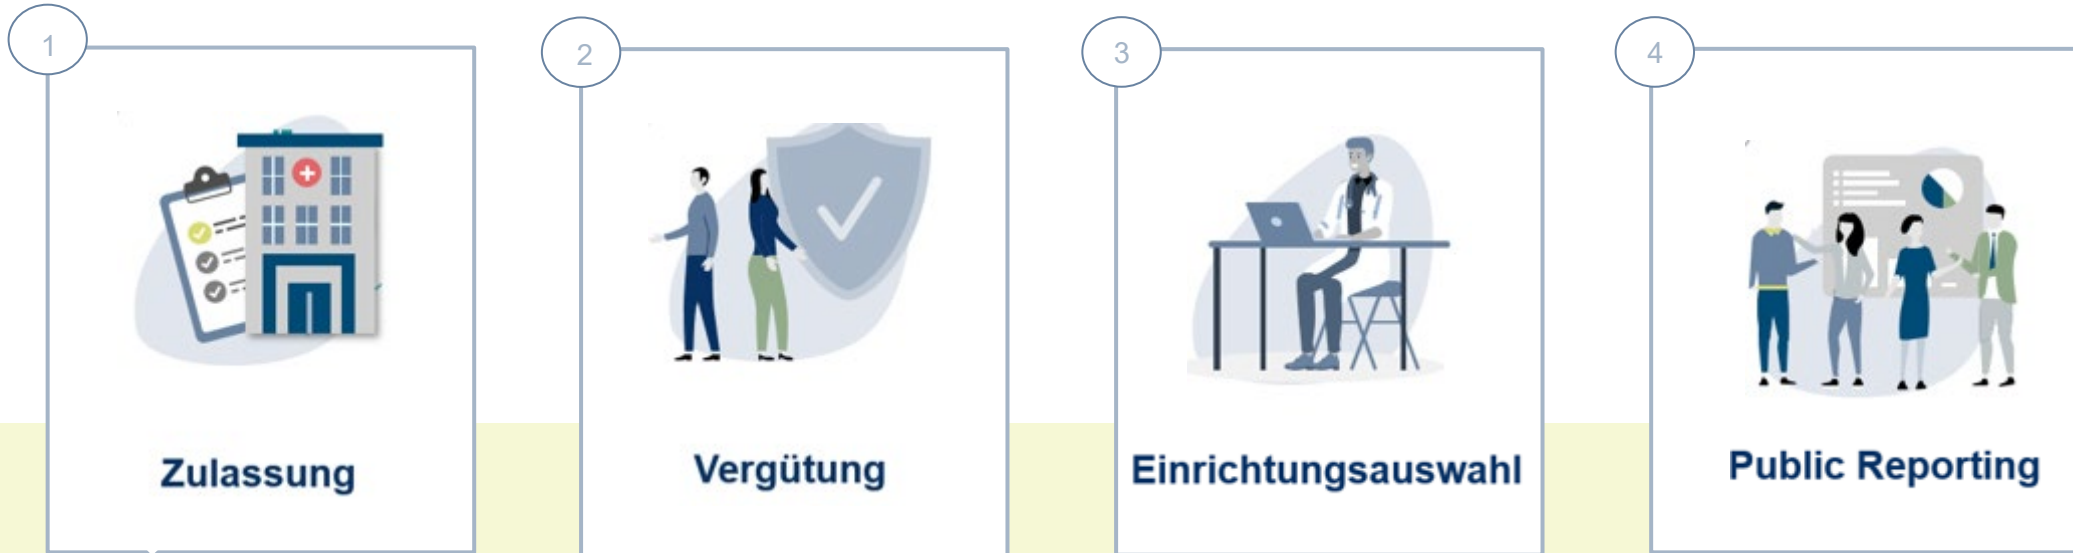 1
2
3
4
Zulassung
Vergütung
Einrichtungsauswahl
Public Reporting